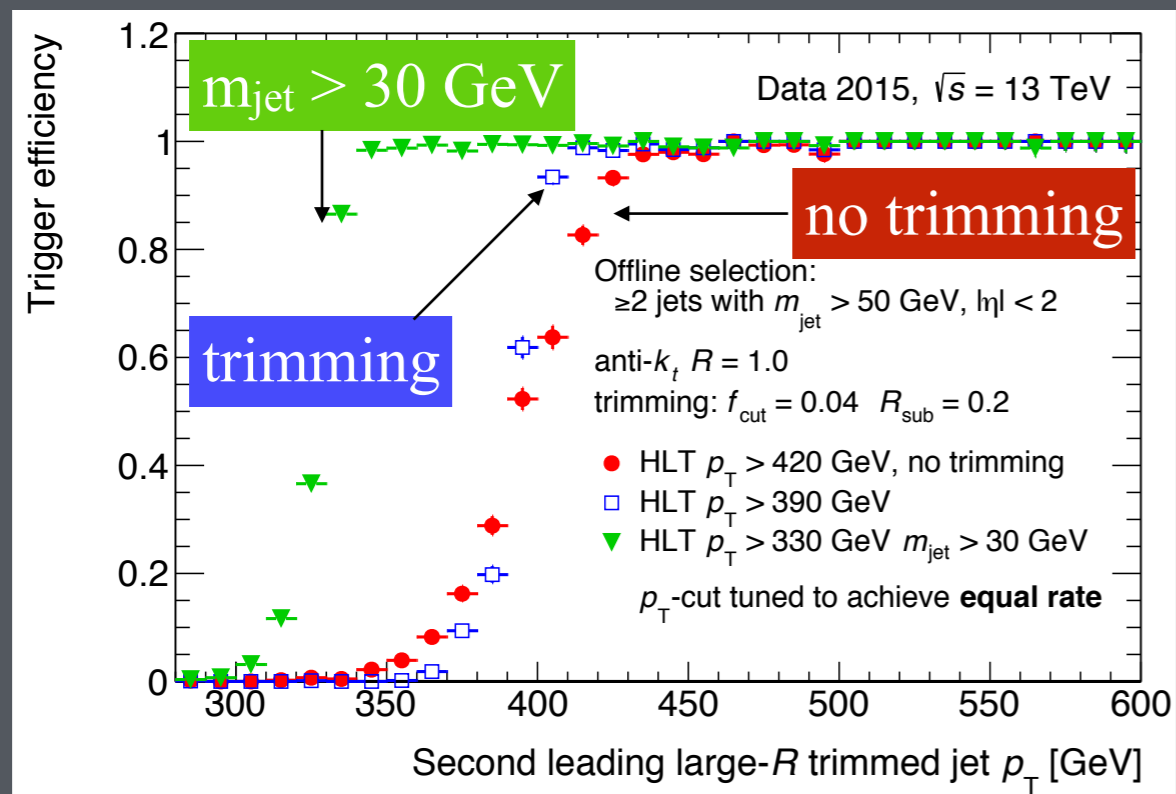 1.2
1
0.8
0.6
0.4
0.2
0
Trigger efficiency
m_jet > 30 GeV
Data 2015, √s = 13 TeV
no trimming
trimming
Offline selection:
≥2 jets with m_jet > 50 GeV, |η| < 2
anti-k_t R = 1.0
trimming: f_cut = 0.04 R_sub = 0.2
HLT p_T > 420 GeV, no trimming
HLT p_T > 390 GeV
HLT p_T > 330 GeV m_jet > 30 GeV
p_T-cut tuned to achieve equal rate
300 350 400 450 500 550 600
Second leading large-R trimmed jet p_T [GeV]